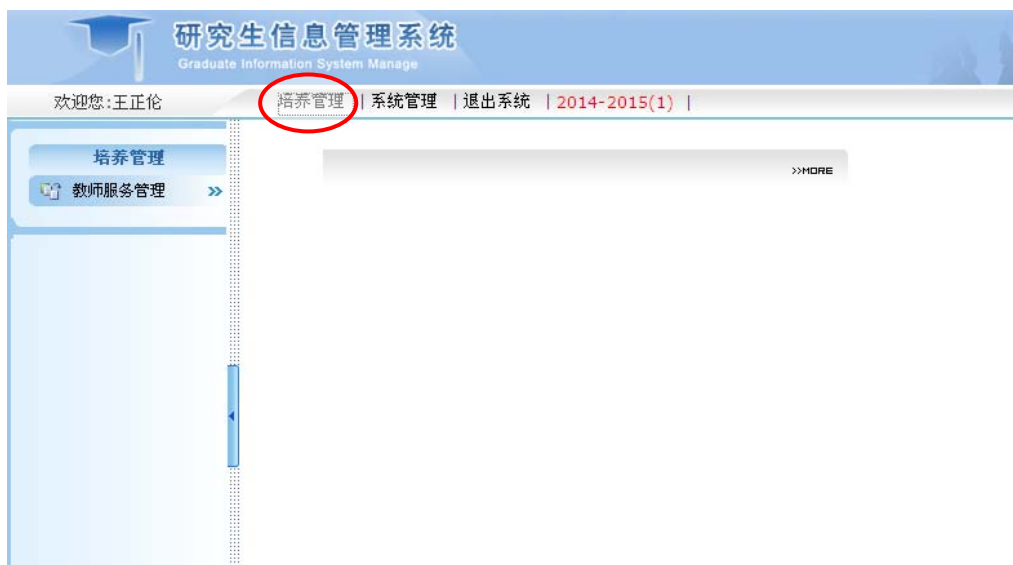 研究生信息管理系统
Graduate Information System Manage
欢迎您:王正伦
培养管理 | 系统管理 | 退出系统 | 2014-2015(1) |
培养管理
教师服务管理 »
>>MORE